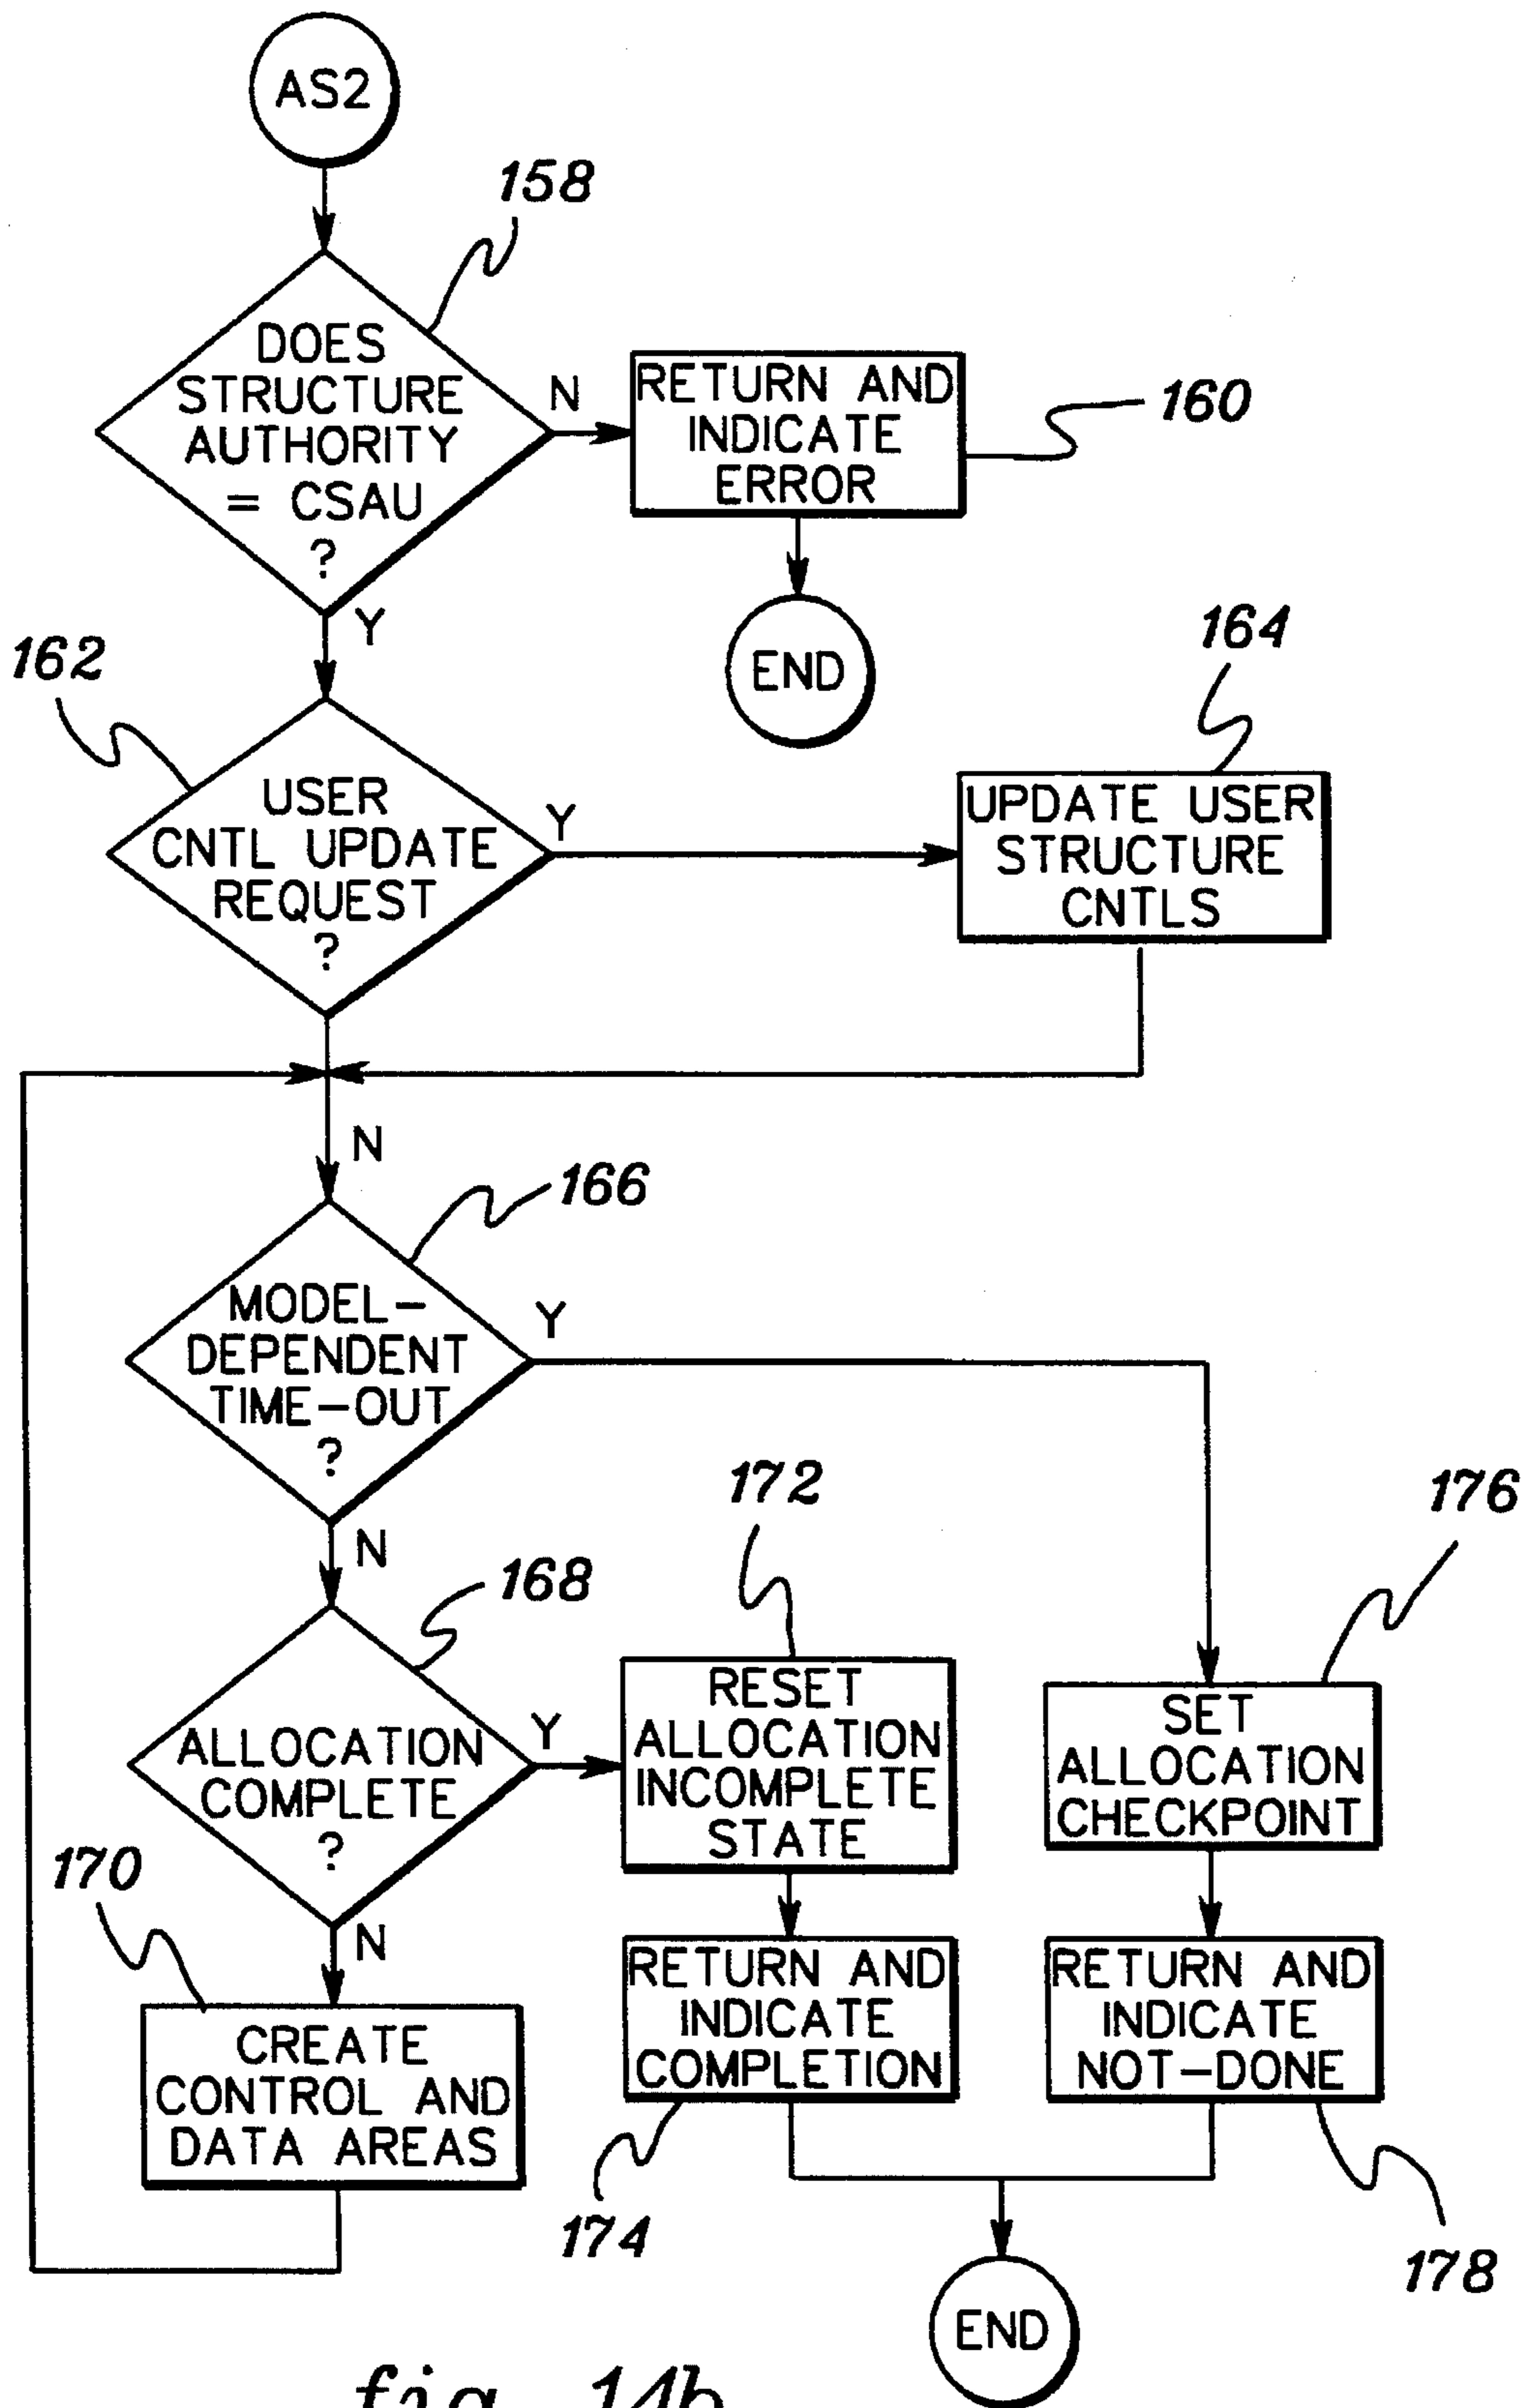 AS2
158
DOES
STRUCTURE
AUTHORITY
= CSAU
?
N
RETURN AND
INDICATE
ERROR
160
END
Y
162
USER
CNTL UPDATE
REQUEST
?
Y
164
UPDATE USER
STRUCTURE
CNTLS
N
166
MODEL-
DEPENDENT
TIME-OUT
?
Y
N
168
ALLOCATION
COMPLETE
?
Y
172
RESET
ALLOCATION
INCOMPLETE
STATE
176
SET
ALLOCATION
CHECKPOINT
170
N
CREATE
CONTROL AND
DATA AREAS
RETURN AND
INDICATE
COMPLETION
174
RETURN AND
INDICATE
NOT-DONE
178
END
fig. 14b